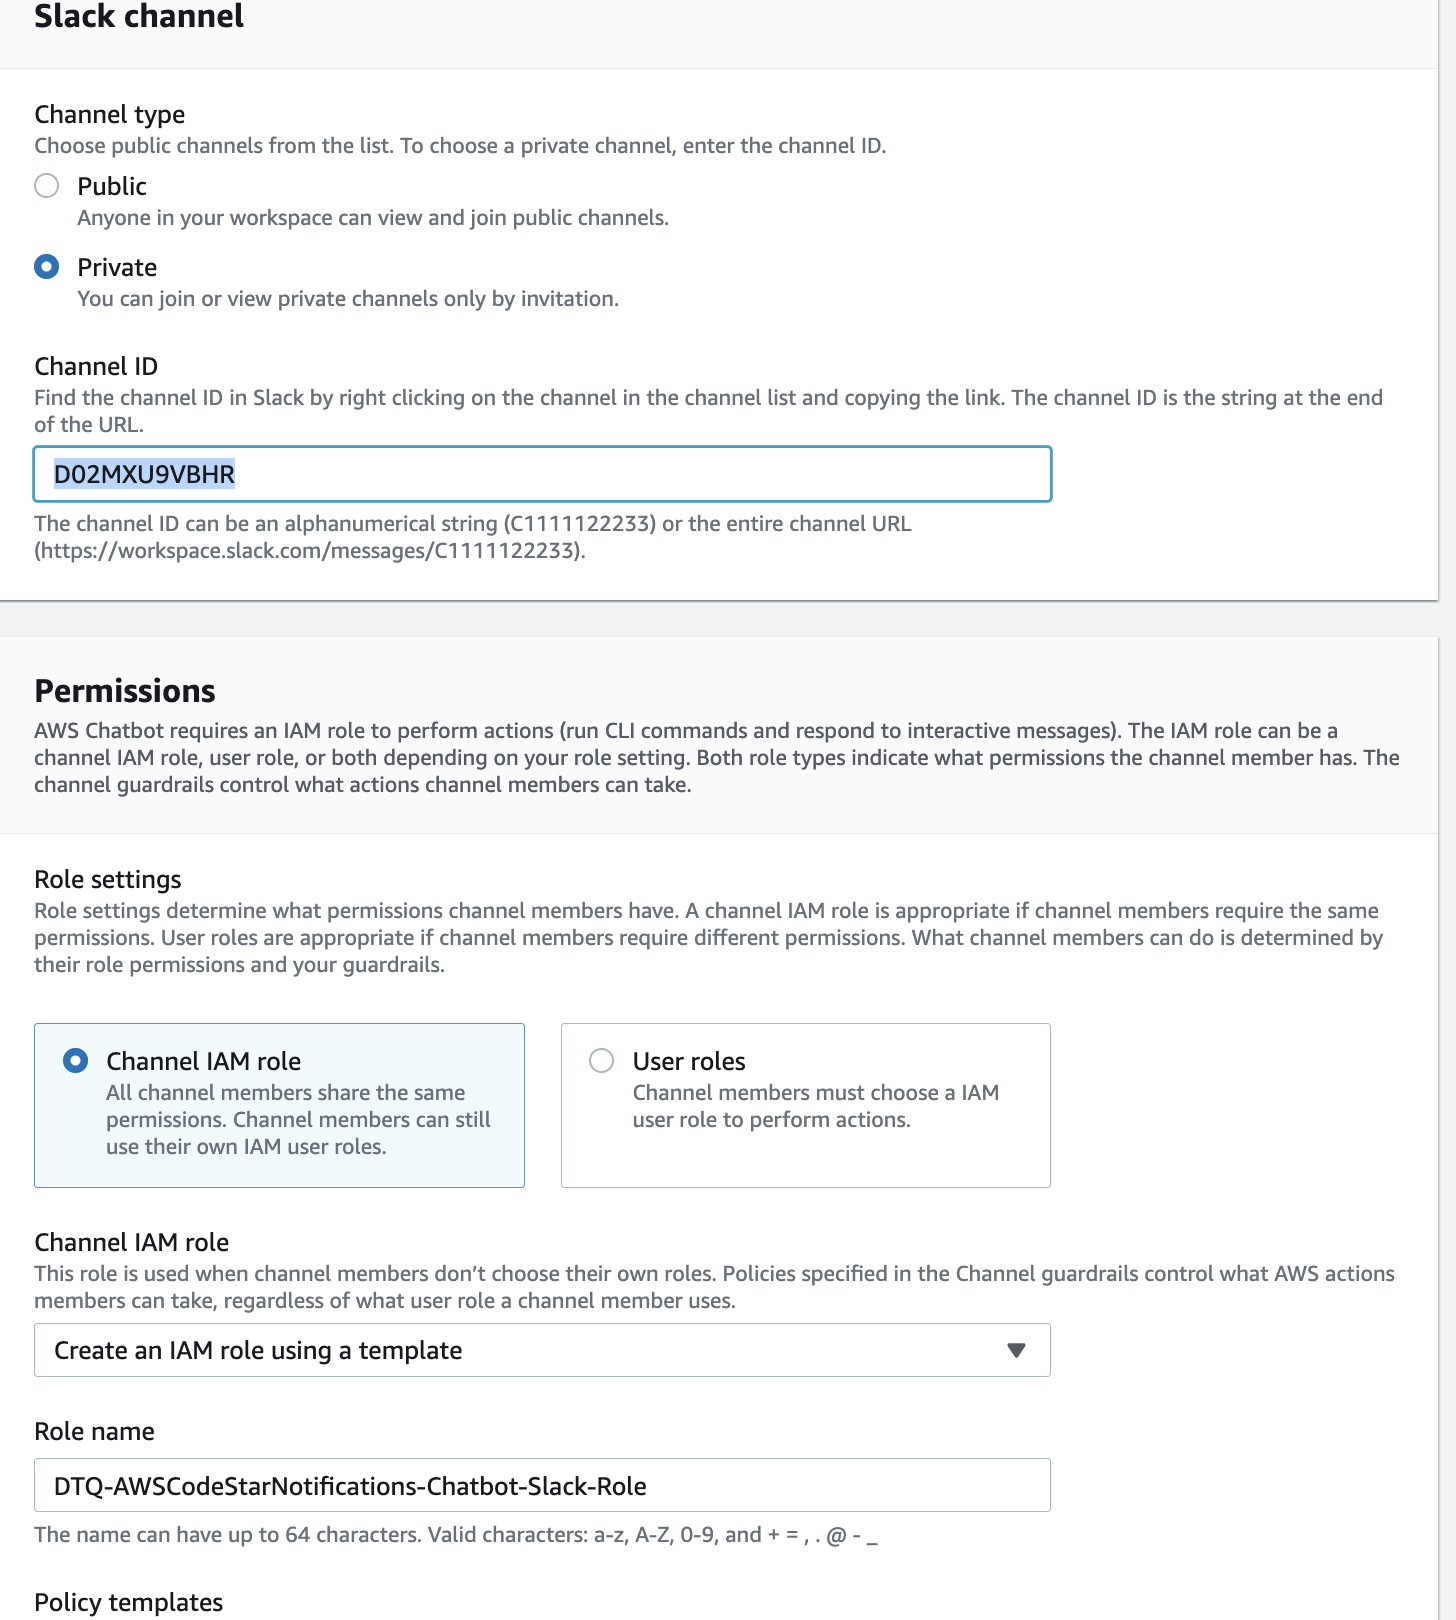 Slack channel
Channel type
Choose public channels from the list. To choose a private channel, enter the channel ID.
Public
Anyone in your workspace can view and join public channels.
Private
You can join or view private channels only by invitation.
Channel ID
Find the channel ID in Slack by right clicking on the channel in the channel list and copying the link. The channel ID is the string at the end
of the URL.
D02MXU9VBHR
The channel ID can be an alphanumerical string (C1111122233) or the entire channel URL
(https://workspace.slack.com/messages/C1111122233).
Permissions
AWS Chatbot requires an IAM role to perform actions (run CLI commands and respond to interactive messages). The IAM role can be a
channel IAM role, user role, or both depending on your role setting. Both role types indicate what permissions the channel member has. The
channel guardrails control what actions channel members can take.
Role settings
Role settings determine what permissions channel members have. A channel IAM role is appropriate if channel members require the same
permissions. User roles are appropriate if channel members require different permissions. What channel members can do is determined by
their role permissions and your guardrails.
Channel IAM role
All channel members share the same
permissions. Channel members can still
use their own IAM user roles.
User roles
Channel members must choose a IAM
user role to perform actions.
Channel IAM role
This role is used when channel members don’t choose their own roles. Policies specified in the Channel guardrails control what AWS actions
members can take, regardless of what user role a channel member uses.
Create an IAM role using a template
Role name
DTQ-AWSCodeStarNotifications-Chatbot-Slack-Role
The name can have up to 64 characters. Valid characters: a-z, A-Z, 0-9, and + = , . @ - _
Policy templates